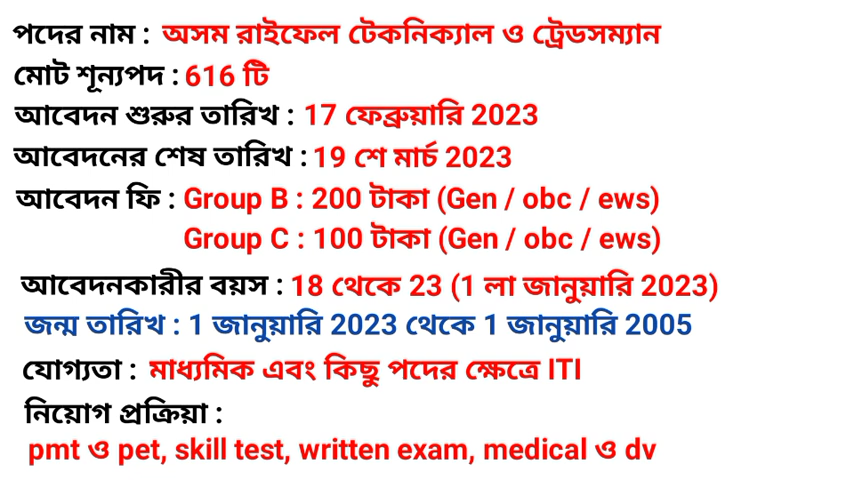 পদের নাম : অসম রাইফেল টেকনিক্যাল ও ট্রেডসম্যান
মোট শূন্যপদ : 616 টি
আবেদন শুরুর তারিখ : 17 ফেব্রুয়ারি 2023
আবেদনের শেষ তারিখ : 19 শে মার্চ 2023
আবেদন ফি : Group B : 200 টাকা (Gen / obc / ews)
Group C : 100 টাকা (Gen / obc / ews)
আবেদনকারীর বয়স : 18 থেকে 23 (1 লা জানুয়ারি 2023)
জন্ম তারিখ : 1 জানুয়ারি 2023 থেকে 1 জানুয়ারি 2005
যোগ্যতা : মাধ্যমিক এবং কিছু পদের ক্ষেত্রে ITI
নিয়োগ প্রক্রিয়া :
pmt ও pet, skill test, written exam, medical ও dv